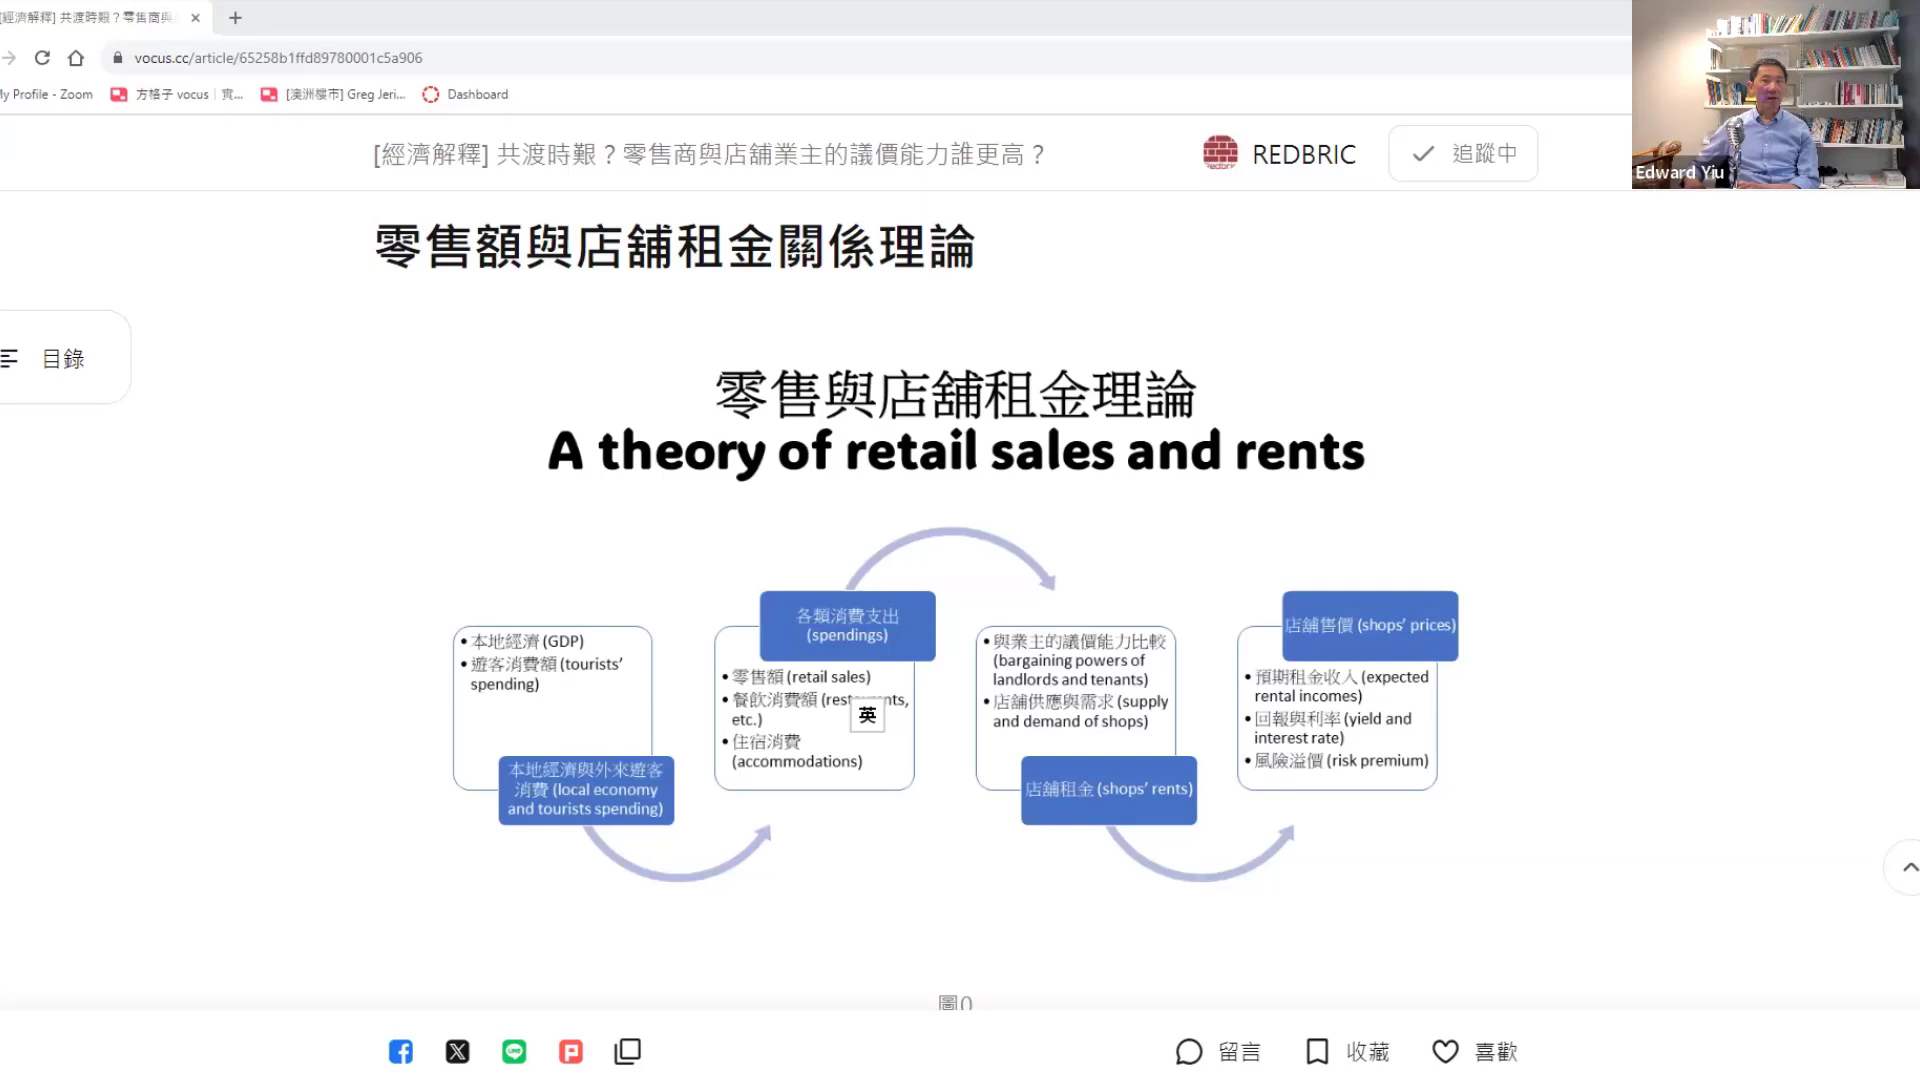 [經濟解釋] 共渡時艱？零售商與
vocus.cc/article/65258b1ffd89780001c5a906
My Profile - Zoom
方格子 vocus | 實...
[澳洲樓市] Greg Jeri...
Dashboard
Edward Yiu
[經濟解釋] 共渡時艱？零售商與店舖業主的議價能力誰更高？
REDBRIC
追蹤中
零售額與店舖租金關係理論
目錄
零售與店舖租金理論
A theory of retail sales and rents
• 本地經濟 (GDP)
• 遊客消費額 (tourists'
spending)
本地經濟與外來遊客
消費 (local economy
and tourists spending)
各類消費支出
(spendings)
• 零售額 (retail sales)
• 餐飲消費額
etc.)
英
• 住宿消費
(accommodations)
• 與業主的議價能力比較
(bargaining powers of
landlords and tenants)
• 店舖供應與需求 (supply
and demand of shops)
店舖租金 (shops' rents)
店舖售價 (shops' prices)
• 預期租金收入 (expected
rental incomes)
• 回報與利率 (yield and
interest rate)
• 風險溢價 (risk premium)
圖0
留言
收藏
喜歡